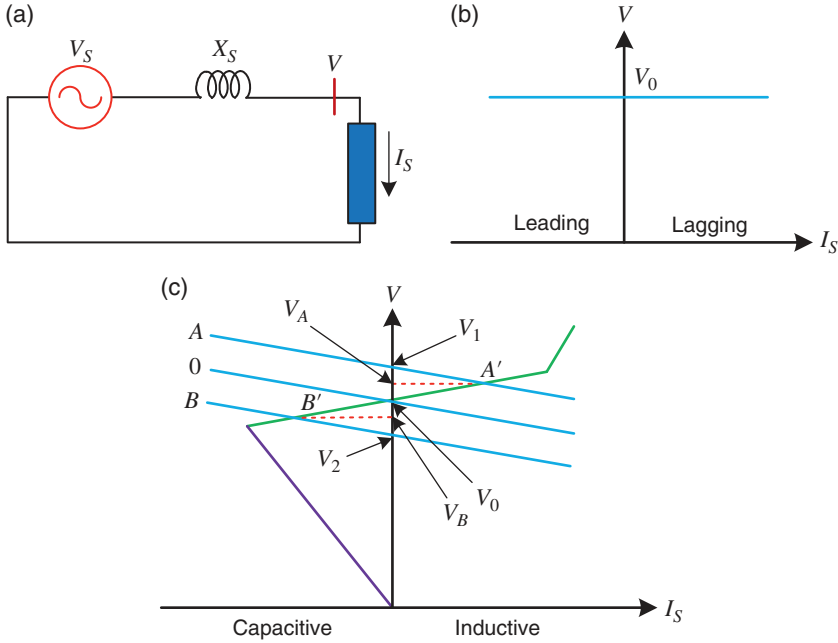 (a)
V_S
X_S
V
I_S
(b)
V
V_0
Leading
Lagging
I_S
(c)
V
V_A
V_1
A
0
B
A′
B′
V_2
V_0
V_B
I_S
Capacitive
Inductive